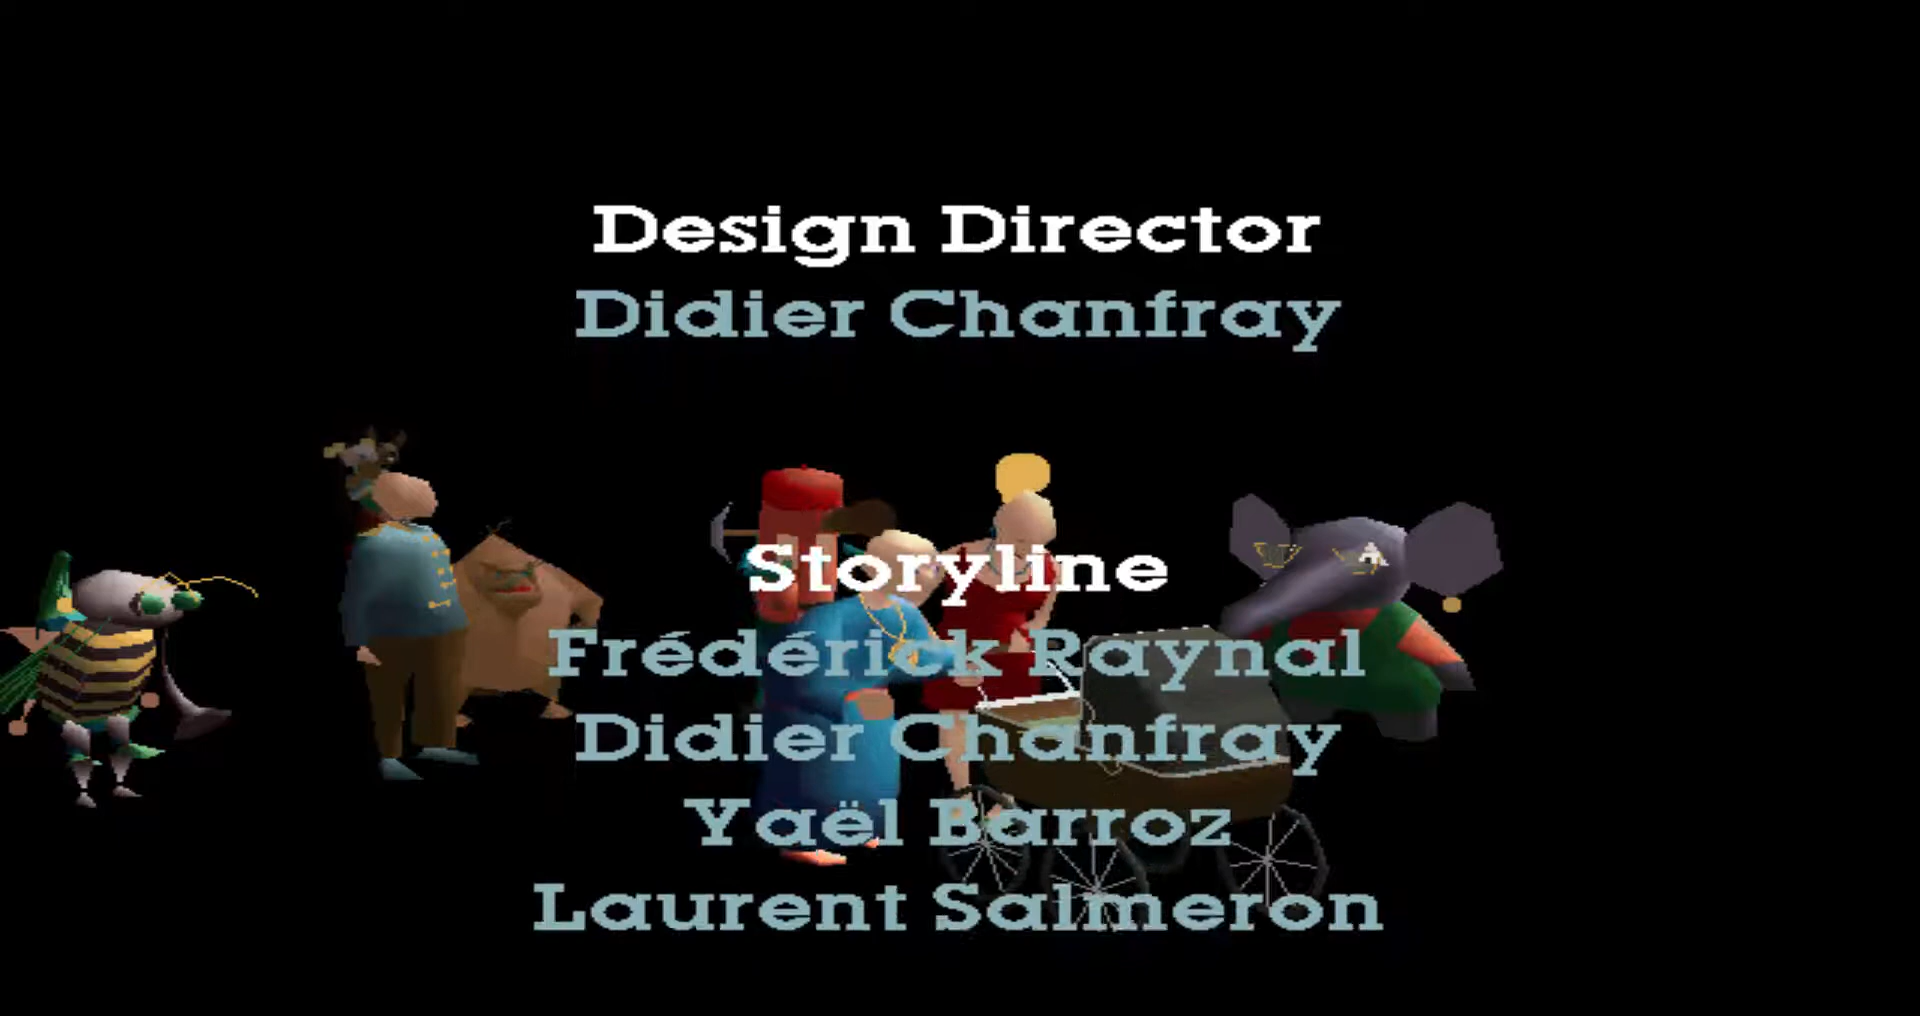 Design Director
Didier Chanfray
Storyline
Frédérick Raynal
Didier Chanfray
Yaël Barroz
Laurent Salmeron